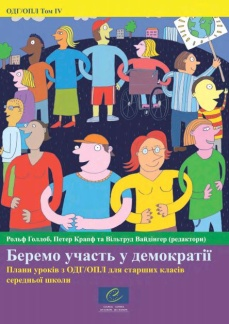 ОДГ/ОПЛ Том IV
Рольф Голлоб, Петер Крапф та Вільтруд Вайдінгер (редактори)
Беремо участь у демократії
Плани уроків з ОДГ/ОПЛ для старших класів
середньої школи